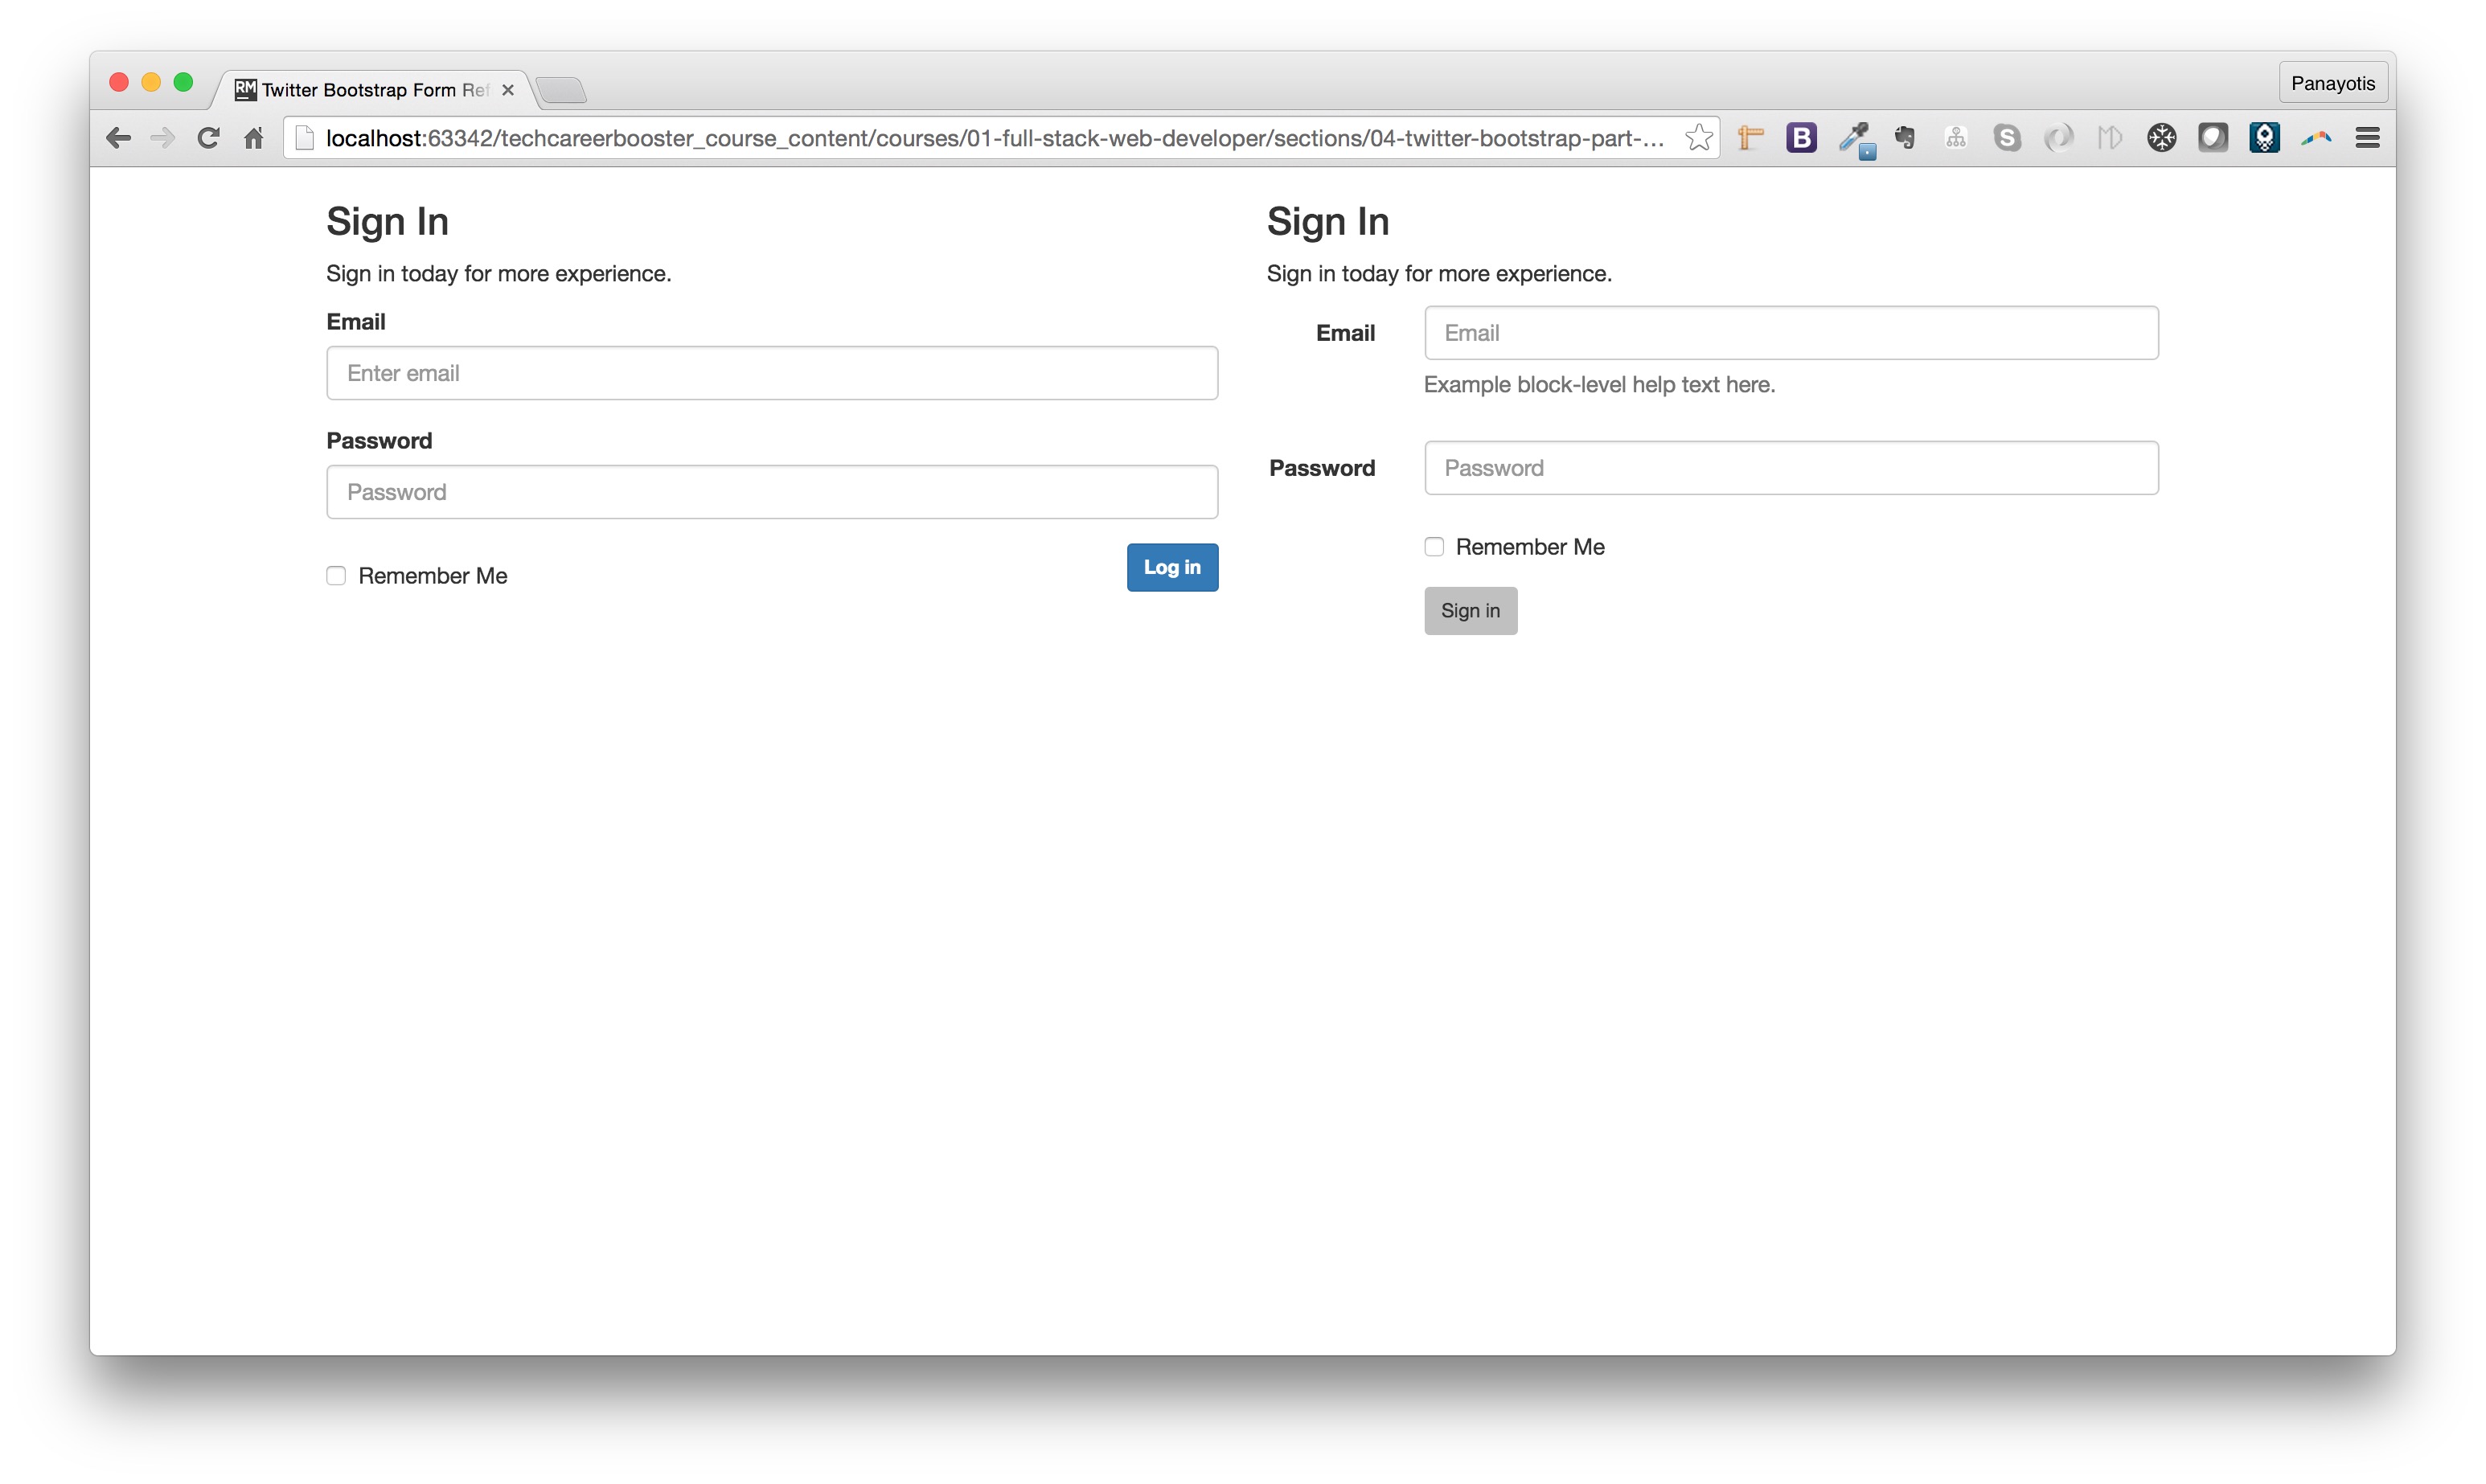 RM Twitter Bootstrap Form Ref
Panayotis
localhost:63342/techcareerbooster_course_content/courses/01-full-stack-web-developer/sections/04-twitter-bootstrap-part-...
B
S
Sign In
Sign in today for more experience.
Email
Enter email
Password
Password
Remember Me
Log in
Sign In
Sign in today for more experience.
Email
Email
Example block-level help text here.
Password
Password
Remember Me
Sign in